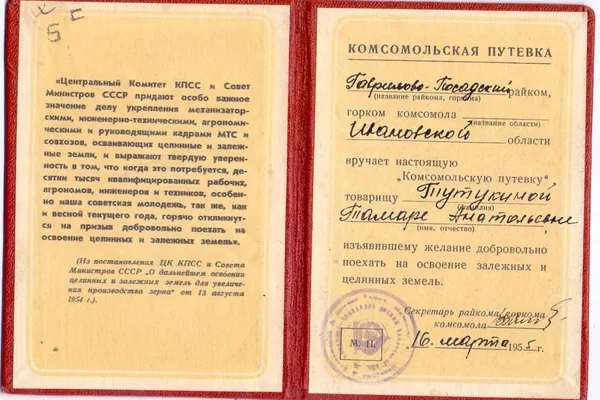 «Центральный Комитет КПСС и Совет
Министров СССР придают особо важное
значение делу укрепления механизатор-
скими, инженерно-техническими, агрономи-
ческими и руководящими кадрами МТС и
совхозов, осваивающих целинные и залеж-
ные земли, и выражают твердую уверен-
ность в том, что когда это потребуется, де-
сятки тысяч квалифицированных рабочих,
агрономов, инженеров и техников, особен-
но наша советская молодежь, так же, как
и весной текущего года, горячо откликнут-
ся на призыв добровольно поехать на
освоение целинных и залежных земель».
(Из постановления ЦК КПСС и Совета
Министров СССР „О дальнейшем освоении
целинных и залежных земель для увеличе-
ния производства зерна" от 13 августа
1954 г.).
КОМСОМОЛЬСКАЯ ПУТЕВКА
Гаврилово-Посадский райком,
(название райкома, горкома)
горком комсомола
(название области)
Ивановской области
вручает настоящую
„Комсомольскую путевку"
товарищу Тутукиной
(фамилия)
Тамаре Анатольевне
(имя, отчество)
изъявившему желание добровольно
поехать на освоение залежных и
целинных земель.
Секретарь райкома, горкома
комсомола
М. П.
16 марта 1955 г.